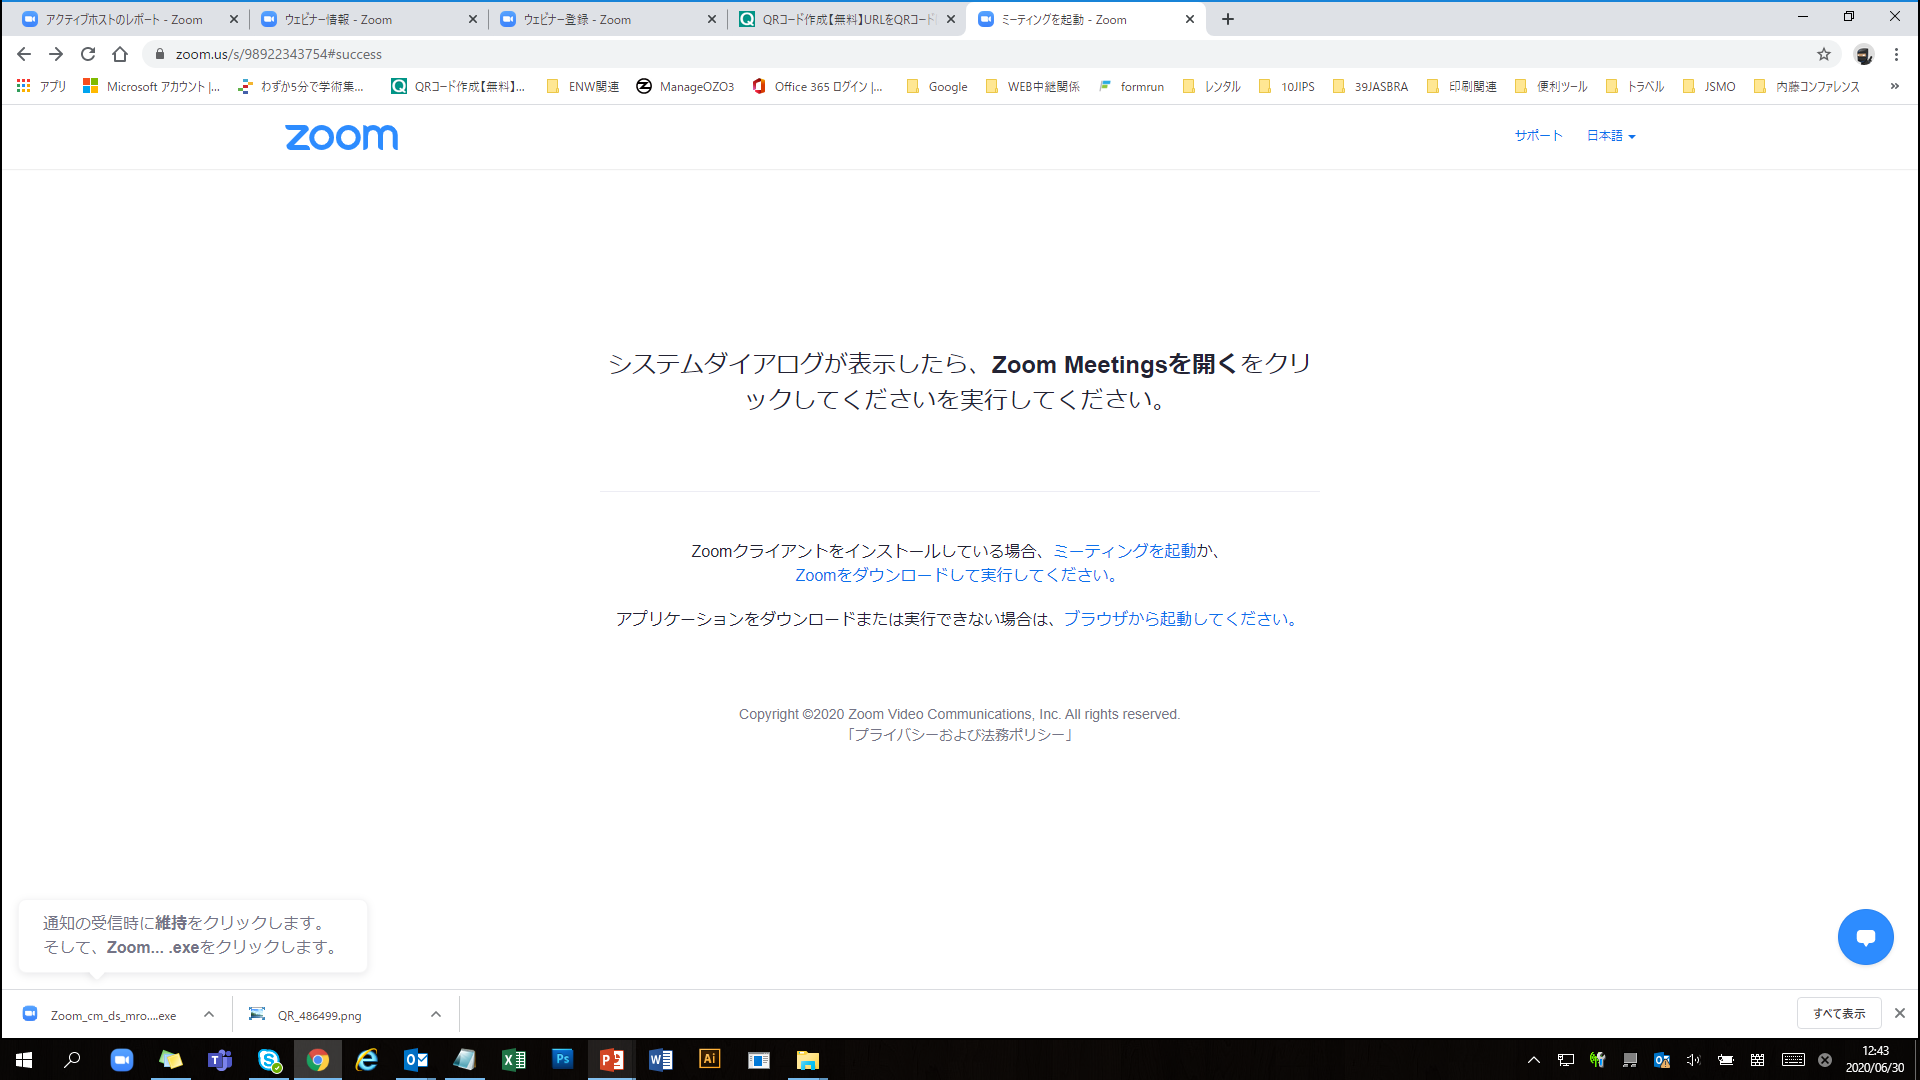 アクティブホストのレポート - Zoom
ウェビナー情報 - Zoom
ウェビナー登録 - Zoom
QRコード作成【無料】URLをQRコード
ミーティングを起動 - Zoom
zoom.us/s/98922343754#success
アプリ
Microsoft アカウント |...
わずか5分で学術集...
QRコード作成【無料】...
ENW関連
ManageOZO3
Office 365 ログイン |...
Google
WEB中継関係
formrun
レンタル
10JIPS
39JASBRA
印刷関連
便利ツール
トラベル
JSMO
内藤コンファレンス
»
zoom
サポート
日本語
システムダイアログが表示したら、Zoom Meetingsを開くをクリ
ックしてくださいを実行してください。
Zoomクライアントをインストールしている場合、ミーティングを起動か、
Zoomをダウンロードして実行してください。
アプリケーションをダウンロードまたは実行できない場合は、ブラウザから起動してください。
Copyright ©2020 Zoom Video Communications, Inc. All rights reserved.
「プライバシーおよび法務ポリシー」
通知の受信時に維持をクリックします。
そして、Zoom... .exeをクリックします。
Zoom_cm_ds_mro....exe
QR_486499.png
すべて表示
12:43
2020/06/30